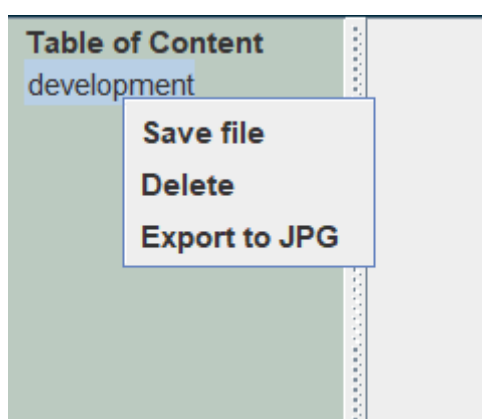 Table of Content
development
Save file
Delete
Export to JPG